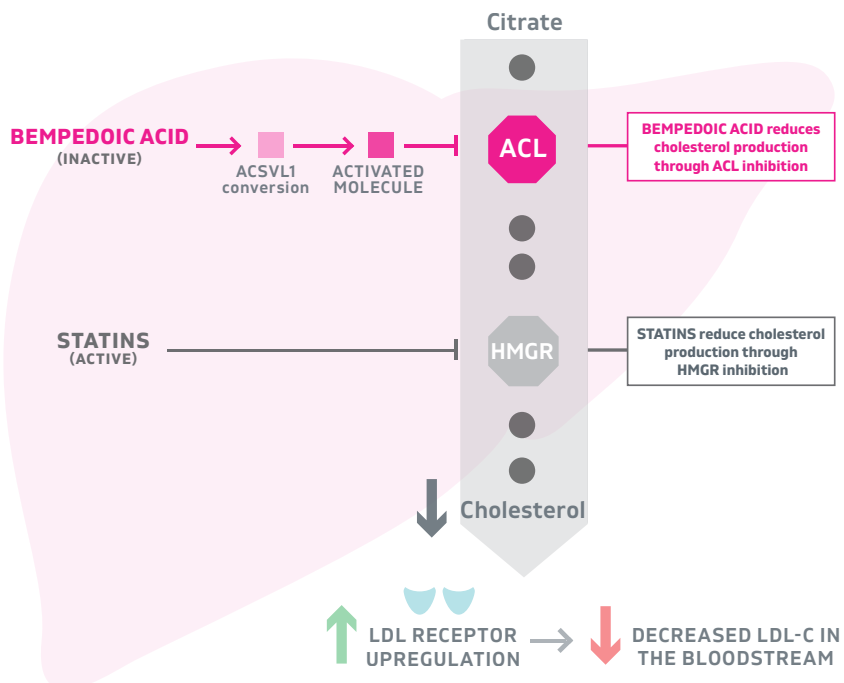 Citrate
BEMPEDOIC ACID
(INACTIVE)
ACSVL1
conversion
ACTIVATED
MOLECULE
ACL
BEMPEDOIC ACID reduces
cholesterol production
through ACL inhibition
STATINS
(ACTIVE)
HMGR
STATINS reduce cholesterol
production through
HMGR inhibition
Cholesterol
LDL RECEPTOR
UPREGULATION
DECREASED LDL-C IN
THE BLOODSTREAM